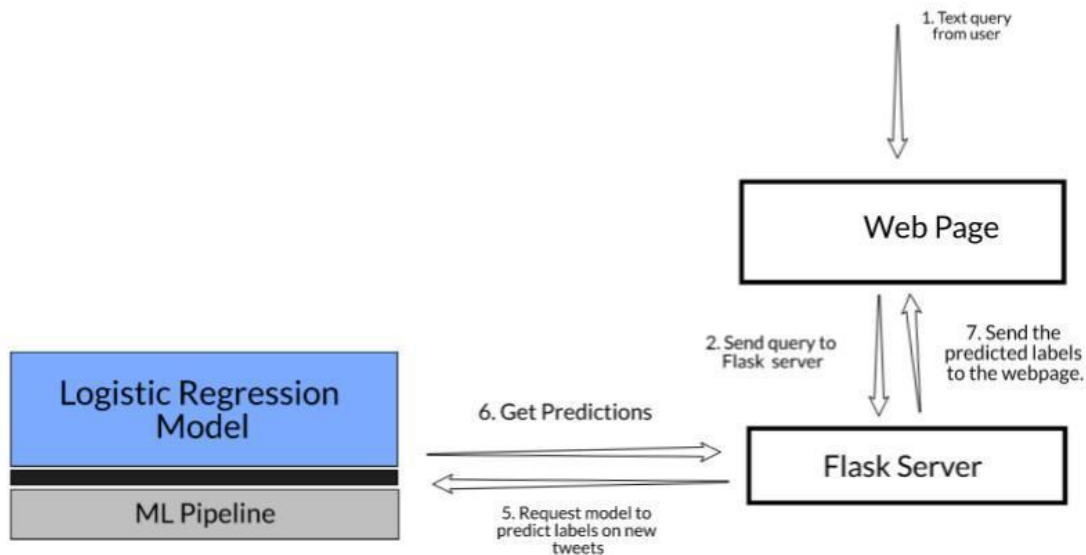 1. Text query
from user
Web Page
2. Send query to
Flask server
7. Send the
predicted labels
to the webpage.
Logistic Regression
Model
6. Get Predictions
Flask Server
ML Pipeline
5. Request model to
predict labels on new
tweets